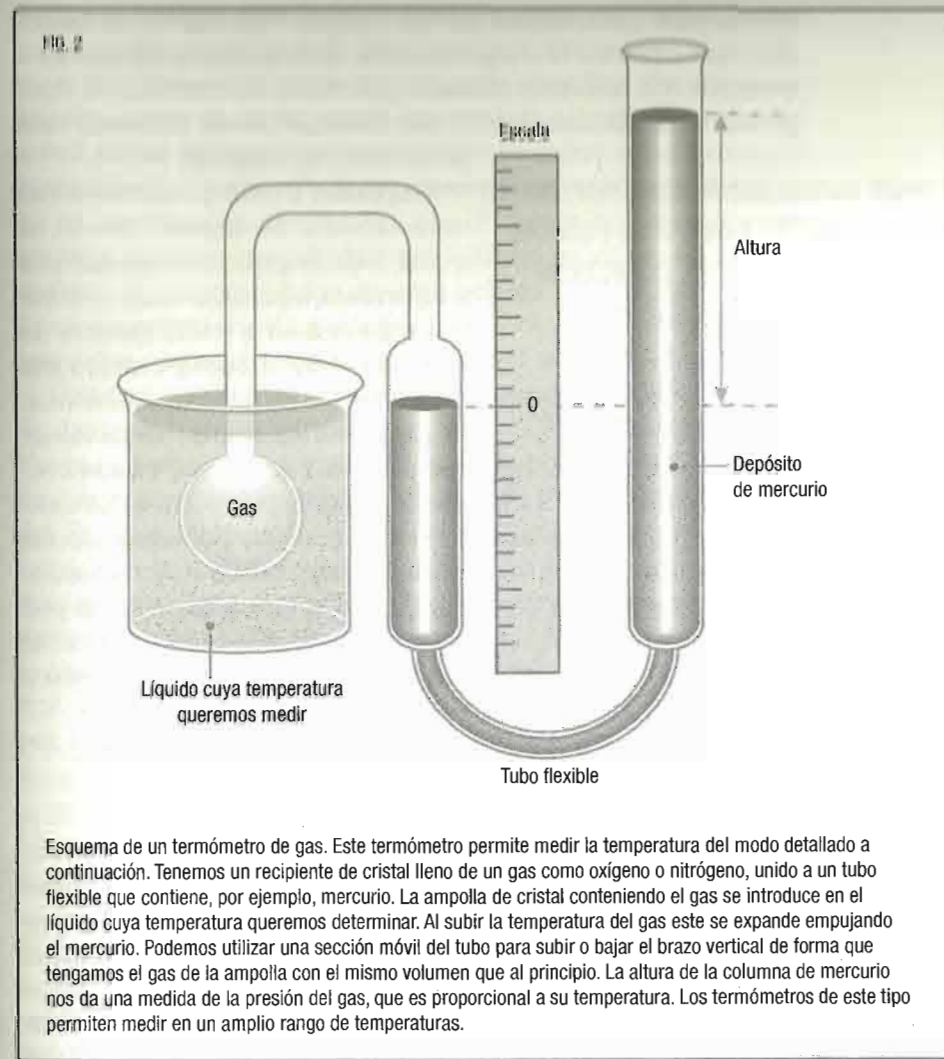 FIG. 2
Escala
Altura
0
Depósito
de mercurio
Gas
Líquido cuya temperatura
queremos medir
Tubo flexible
Esquema de un termómetro de gas. Este termómetro permite medir la temperatura del modo detallado a
continuación. Tenemos un recipiente de cristal lleno de un gas como oxígeno o nitrógeno, unido a un tubo
flexible que contiene, por ejemplo, mercurio. La ampolla de cristal conteniendo el gas se introduce en el
líquido cuya temperatura queremos determinar. Al subir la temperatura del gas este se expande empujando
el mercurio. Podemos utilizar una sección móvil del tubo para subir o bajar el brazo vertical de forma que
tengamos el gas de la ampolla con el mismo volumen que al principio. La altura de la columna de mercurio
nos da una medida de la presión del gas, que es proporcional a su temperatura. Los termómetros de este tipo
permiten medir en un amplio rango de temperaturas.